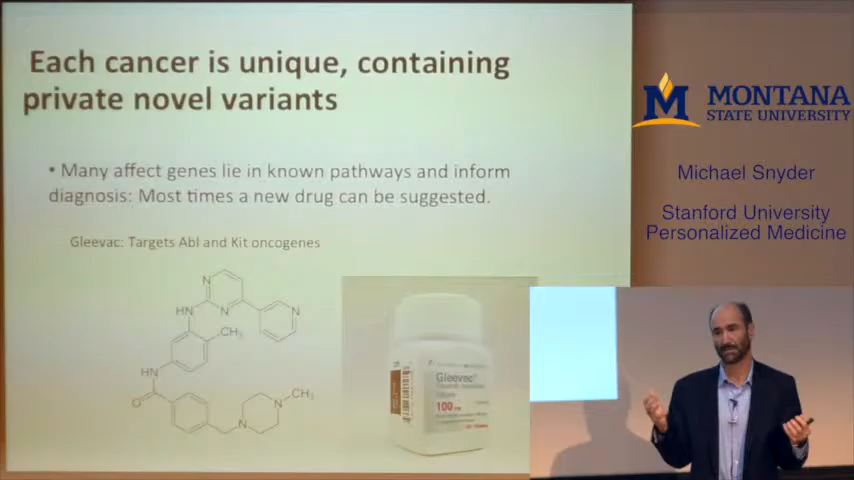 Each cancer is unique, containing
private novel variants
• Many affect genes lie in known pathways and inform
diagnosis: Most times a new drug can be suggested.
Gleevac: Targets Abl and Kit oncogenes
N
N
N
HN
CH₃
HN
O
N
N
CH₃
Gleevec
100 mg
MONTANA
STATE UNIVERSITY
Michael Snyder
Stanford University
Personalized Medicine